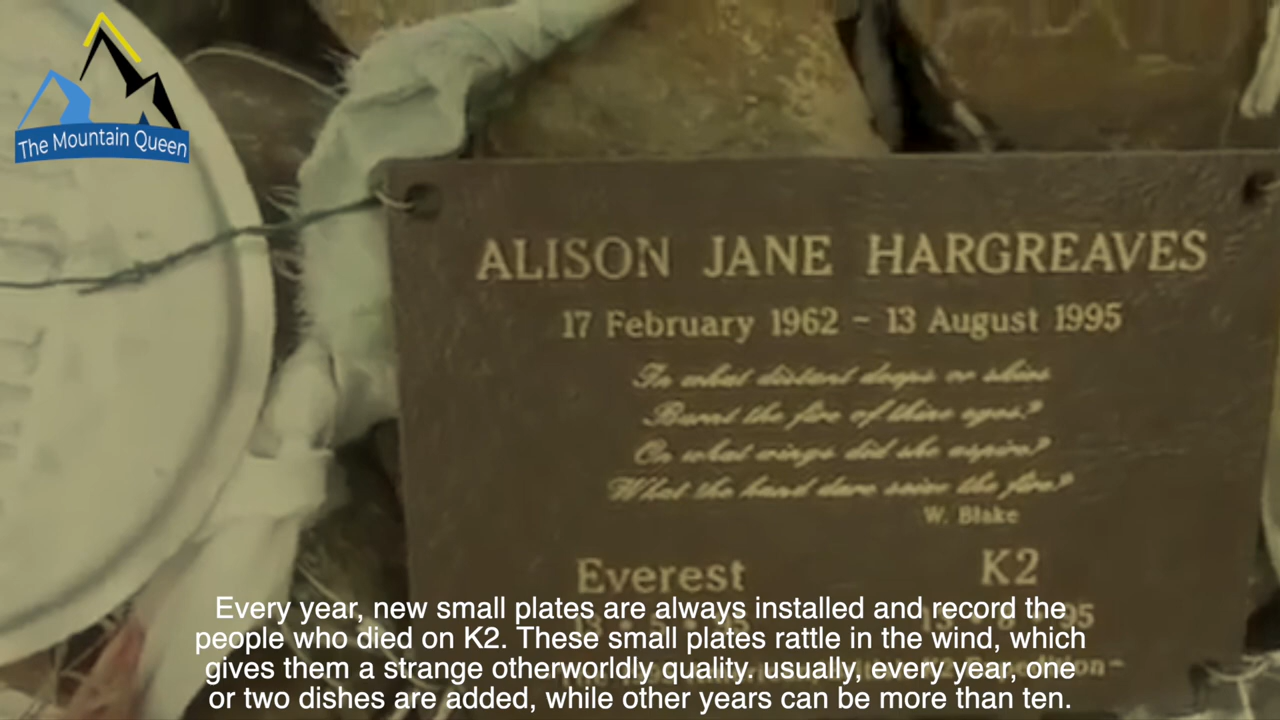 The Mountain Queen
ALISON JANE HARGREAVES
17 February 1962 - 13 August 1995
In what distant deeps or skies
Burnt the fire of thine eyes?
On what wings did she aspire?
What the hand dare seize the fire?
W. Blake
Everest K2
Every year, new small plates are always installed and record the
people who died on K2. These small plates rattle in the wind, which
gives them a strange otherworldly quality. usually, every year, one
or two dishes are added, while other years can be more than ten.